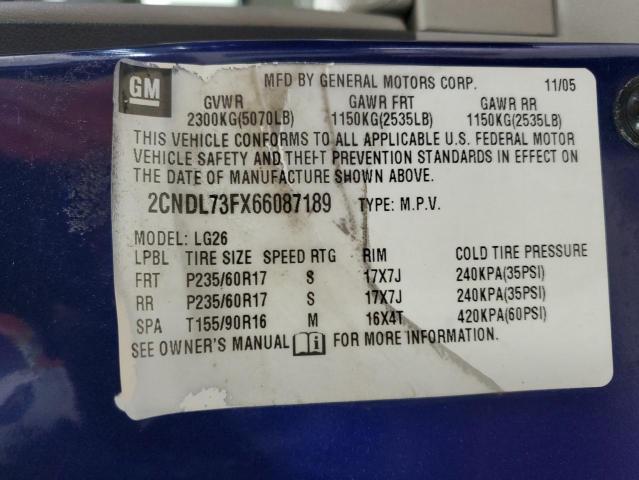 GM MFD BY GENERAL MOTORS CORP. 11/05
GVWR GAWR FRT GAWR RR
2300KG(5070LB) 1150KG(2535LB) 1150KG(2535LB)
THIS VEHICLE CONFORMS TO ALL APPLICABLE U.S. FEDERAL MOTOR
VEHICLE SAFETY AND THEFT PREVENTION STANDARDS IN EFFECT ON
THE DATE OF MANUFACTURE SHOWN ABOVE.
2CNDL73FX66087189 TYPE: M.P.V.
MODEL: LG26
LPBL TIRE SIZE SPEED RTG RIM COLD TIRE PRESSURE
FRT P235/60R17 S 17X7J 240KPA(35PSI)
RR P235/60R17 S 17X7J 240KPA(35PSI)
SPA T155/90R16 M 16X4T 420KPA(60PSI)
SEE OWNER'S MANUAL i FOR MORE INFORMATION.